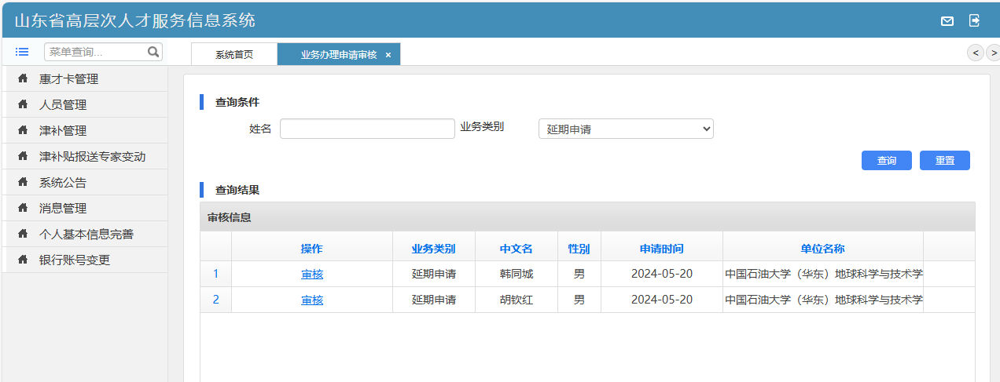 山东省高层次人才服务信息系统
菜单查询...
系统首页
业务办理申请审核 ×
< >
惠才卡管理
人员管理
津补管理
津补贴报送专家变动
系统公告
消息管理
个人基本信息完善
银行账号变更
查询条件
姓名 业务类别 延期申请
查询 重置
查询结果
审核信息
操作 业务类别 中文名 性别 申请时间 单位名称
1 审核 延期申请 韩同城 男 2024-05-20 中国石油大学（华东）地球科学与技术学
2 审核 延期申请 胡钦红 男 2024-05-20 中国石油大学（华东）地球科学与技术学